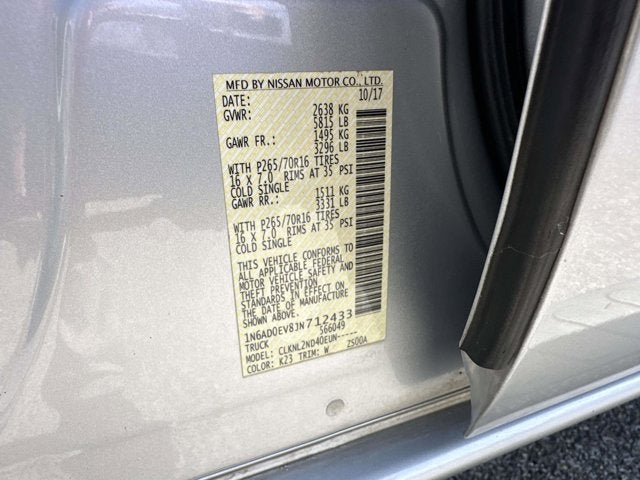 MFD BY NISSAN MOTOR CO., LTD.
DATE: 10/17
GVWR: 2638 KG
5815 LB
GAWR FR.: 1495 KG
3296 LB
WITH P265/70R16 TIRES
16 X 7.0 RIMS AT 35 PSI
COLD SINGLE
GAWR RR.: 1511 KG
3331 LB
WITH P265/70R16 TIRES
16 X 7.0 RIMS AT 35 PSI
COLD SINGLE
THIS VEHICLE CONFORMS TO
ALL APPLICABLE FEDERAL
MOTOR VEHICLE SAFETY AND
THEFT PREVENTION
STANDARDS IN EFFECT ON
THE DATE OF MANUFACTURE
SHOWN ABOVE.
1N6AD0EV8JN712433
TRUCK 566049
MODEL: CLKNL2ND40EUN-----
COLOR: K23 TRIM: W ZS00A